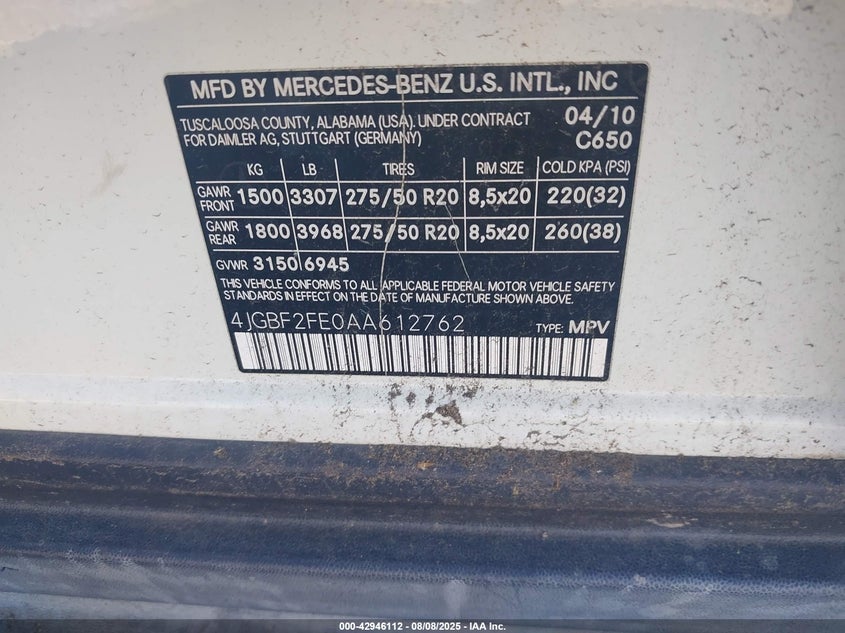 MFD BY MERCEDES-BENZ U.S. INTL., INC
TUSCALOOSA COUNTY, ALABAMA (USA). UNDER CONTRACT
FOR DAIMLER AG, STUTTGART (GERMANY)
04/10
C650
KG LB TIRES RIM SIZE COLD KPA (PSI)
GAWR FRONT 1500 3307 275/50 R20 8,5x20 220(32)
GAWR REAR 1800 3968 275/50 R20 8,5x20 260(38)
GVWR 3150 6945
THIS VEHICLE CONFORMS TO ALL APPLICABLE FEDERAL MOTOR VEHICLE SAFETY
STANDARDS IN EFFECT ON THE DATE OF MANUFACTURE SHOWN ABOVE.
4JGBF2FE0AA612762 TYPE: MPV
000-42946112 - 08/08/2025 - IAA Inc.